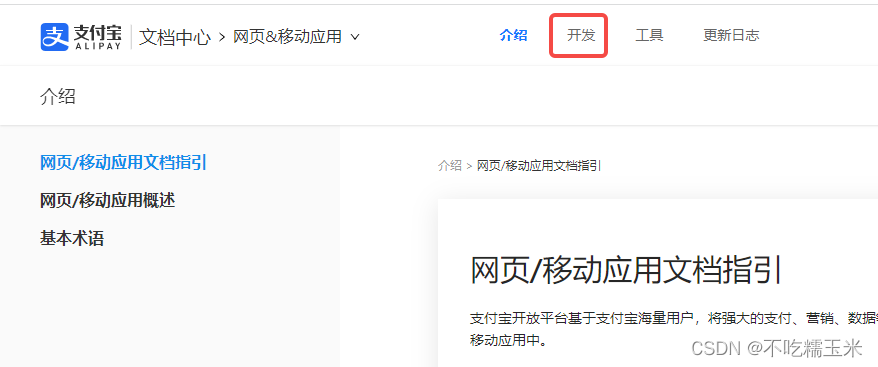 支付宝 ALIPAY 文档中心 > 网页&移动应用 介绍 开发 工具 更新日志
介绍
网页/移动应用文档指引
网页/移动应用概述
基本术语
介绍 > 网页/移动应用文档指引
网页/移动应用文档指引
支付宝开放平台基于支付宝海量用户，将强大的支付、营销、数据
移动应用中。
CSDN @不吃糯玉米